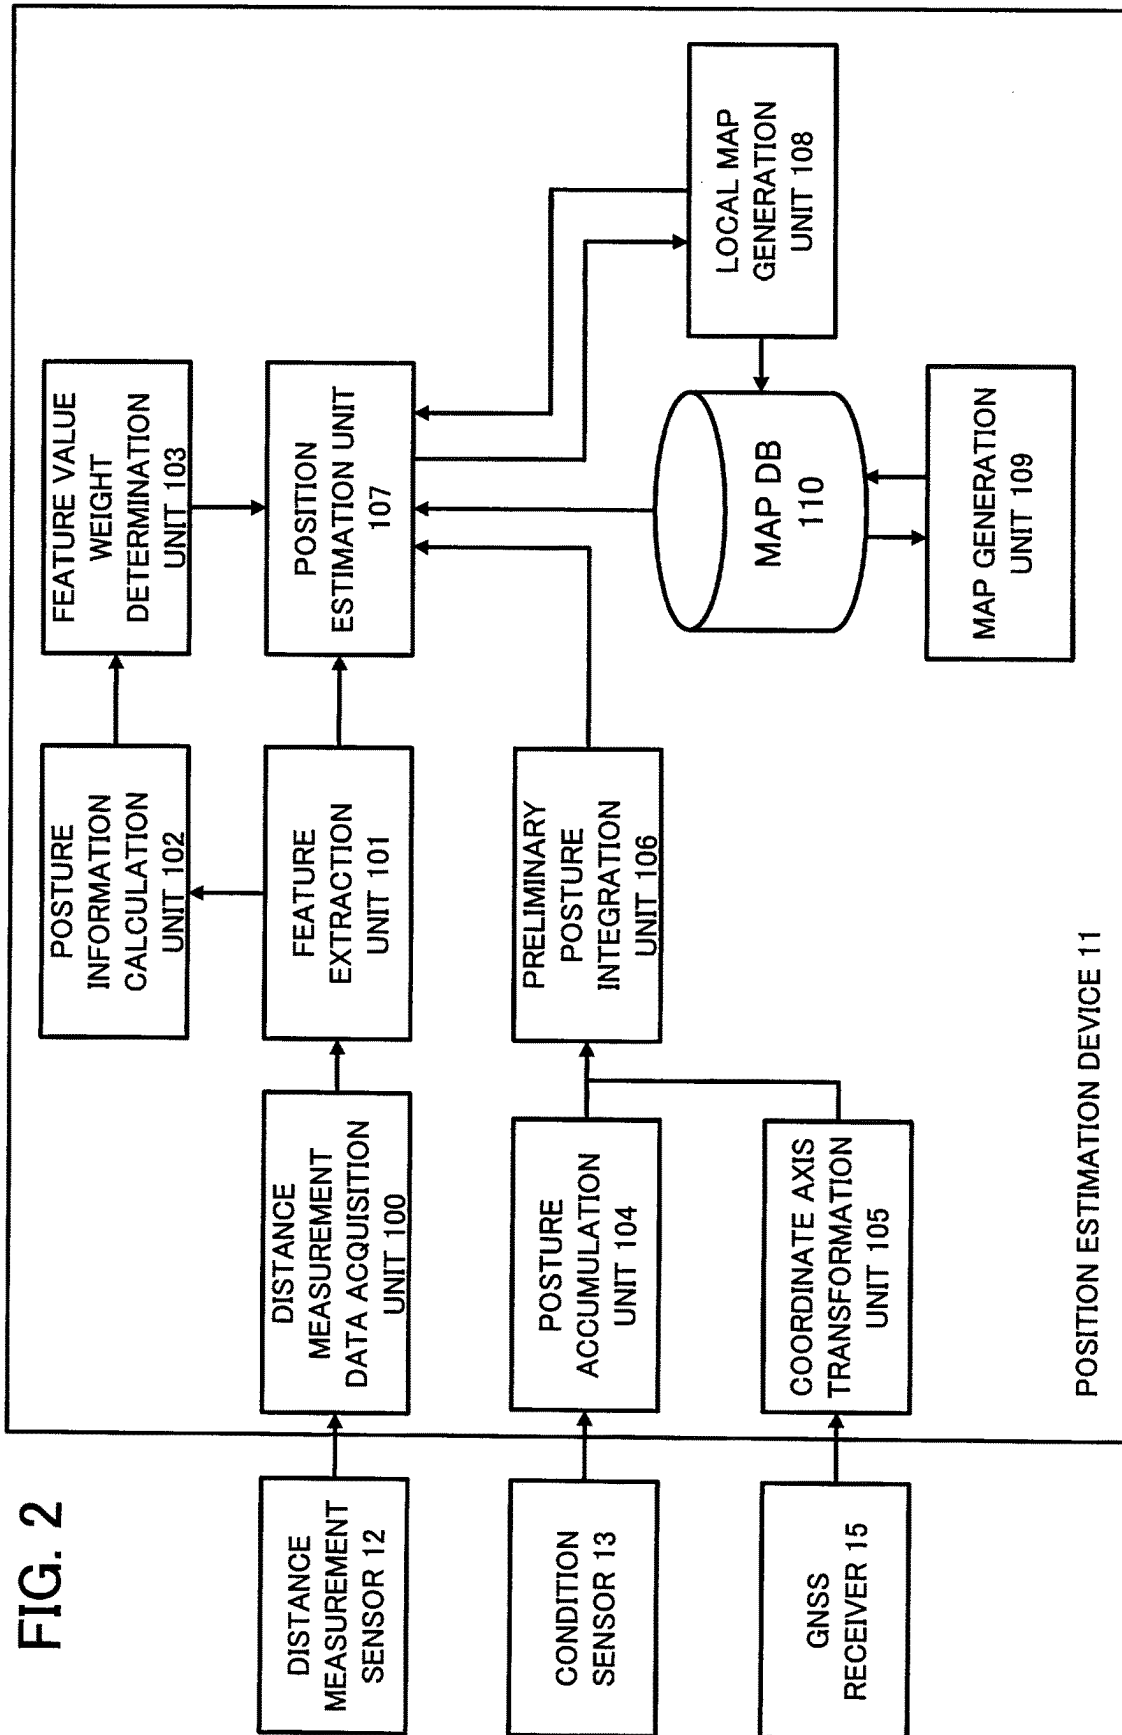 FIG. 2
DISTANCE
MEASUREMENT
SENSOR 12
CONDITION
SENSOR 13
GNSS
RECEIVER 15
DISTANCE
MEASUREMENT
DATA ACQUISITION
UNIT 100
POSTURE
ACCUMULATION
UNIT 104
COORDINATE AXIS
TRANSFORMATION
UNIT 105
POSTURE
INFORMATION
CALCULATION
UNIT 102
FEATURE
EXTRACTION
UNIT 101
PRELIMINARY
POSTURE
INTEGRATION
UNIT 106
FEATURE VALUE
WEIGHT
DETERMINATION
UNIT 103
POSITION
ESTIMATION UNIT
107
MAP DB
110
MAP GENERATION
UNIT 109
LOCAL MAP
GENERATION
UNIT 108
POSITION ESTIMATION DEVICE 11